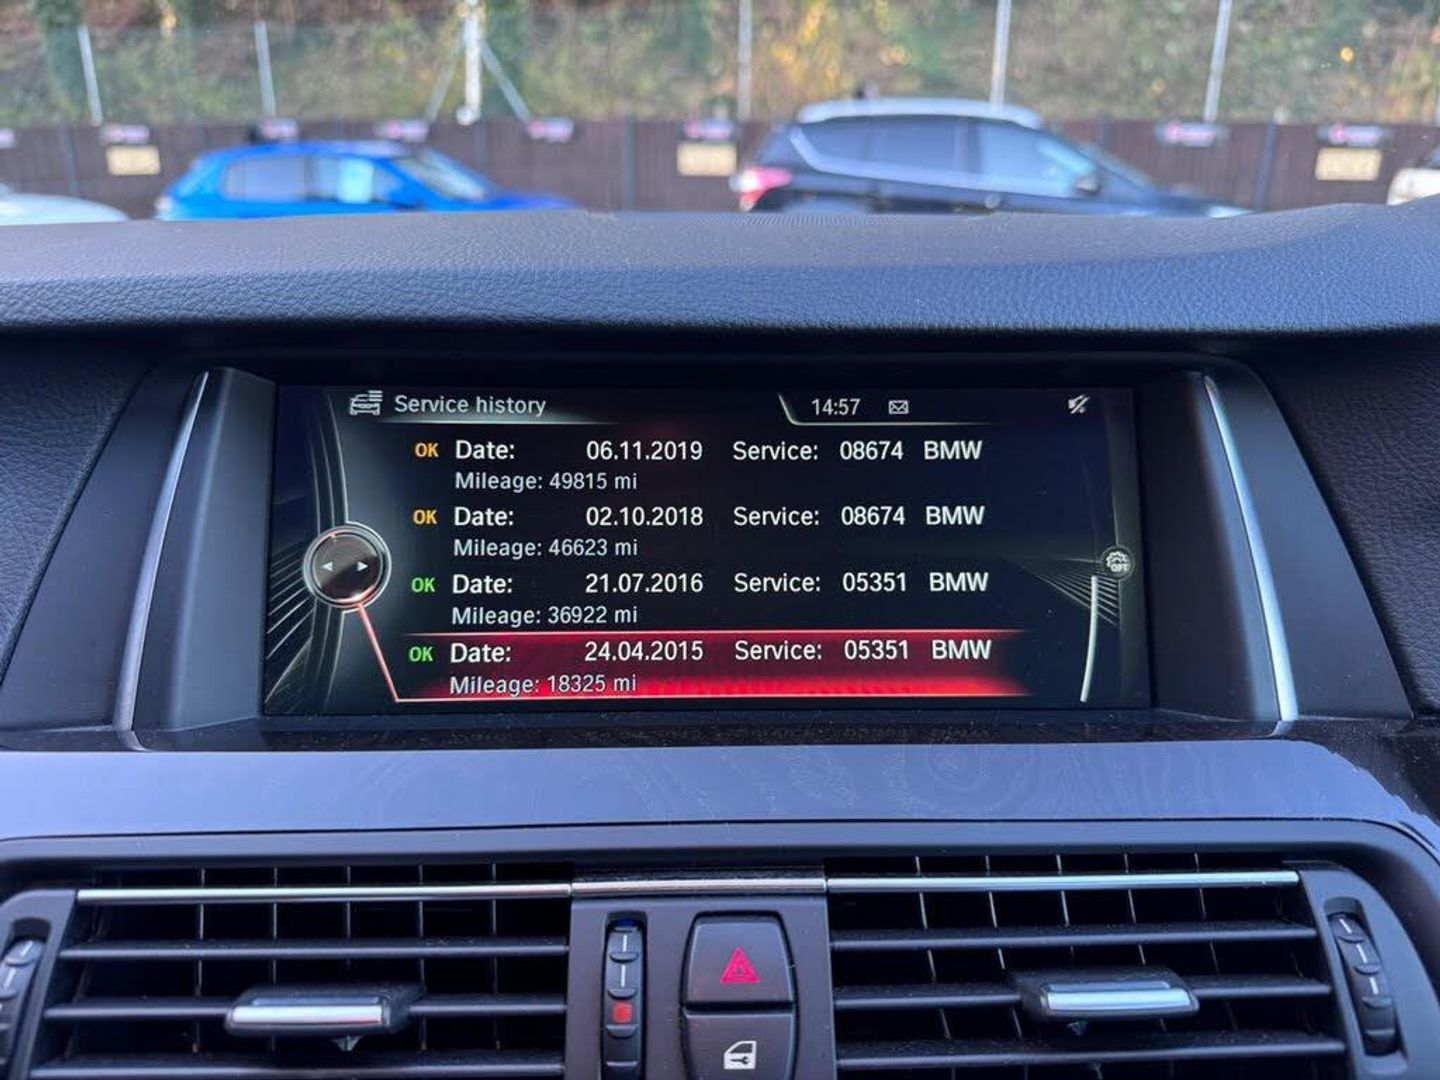 Service history
14:57
OK Date: 06.11.2019 Service: 08674 BMW
Mileage: 49815 mi
OK Date: 02.10.2018 Service: 08674 BMW
Mileage: 46623 mi
OK Date: 21.07.2016 Service: 05351 BMW
Mileage: 36922 mi
OK Date: 24.04.2015 Service: 05351 BMW
Mileage: 18325 mi